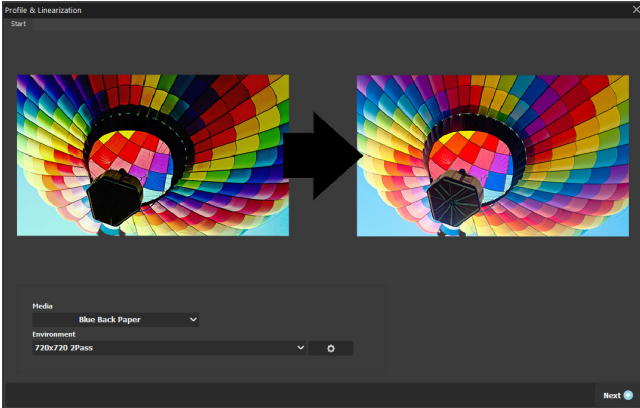 Profile & Linearization
Start
Media
Blue Back Paper
Environment
720x720 2Pass
Next